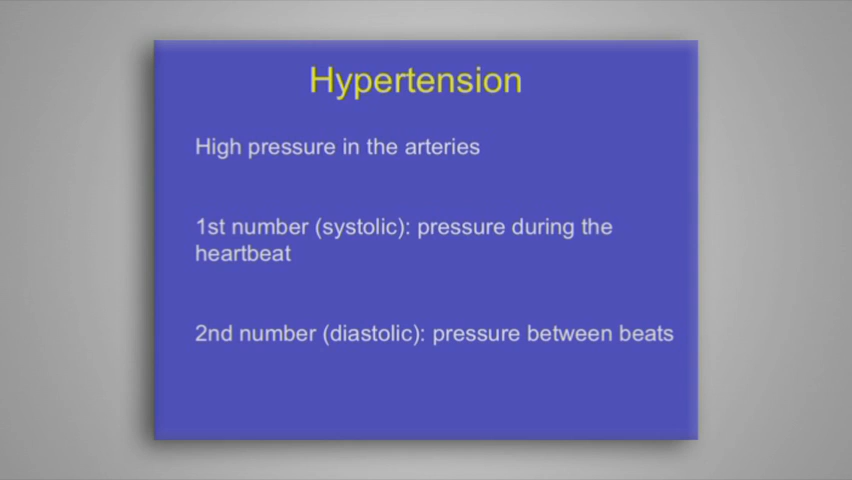 Hypertension
High pressure in the arteries
1st number (systolic): pressure during the
heartbeat
2nd number (diastolic): pressure between beats